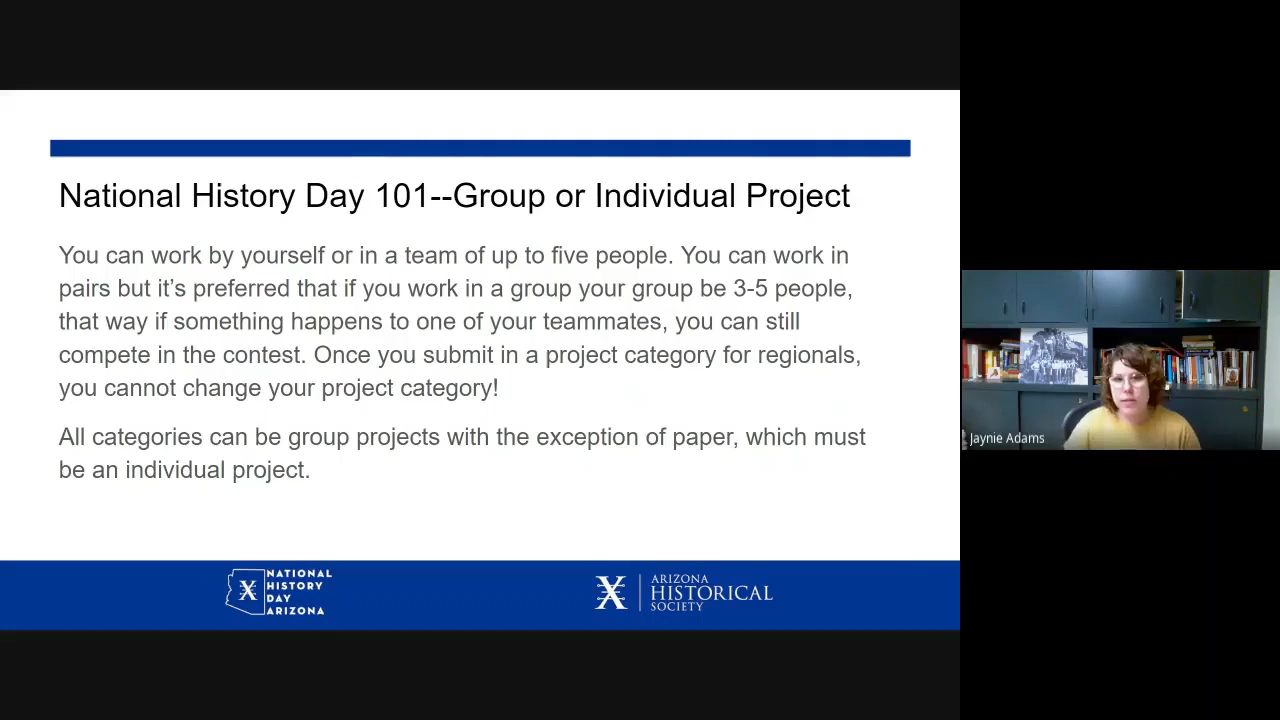 National History Day 101--Group or Individual Project
You can work by yourself or in a team of up to five people. You can work in
pairs but it’s preferred that if you work in a group your group be 3-5 people,
that way if something happens to one of your teammates, you can still
compete in the contest. Once you submit in a project category for regionals,
you cannot change your project category!
All categories can be group projects with the exception of paper, which must
be an individual project.
NATIONAL
HISTORY
DAY
ARIZONA
ARIZONA
HISTORICAL
SOCIETY
Jaynie Adams